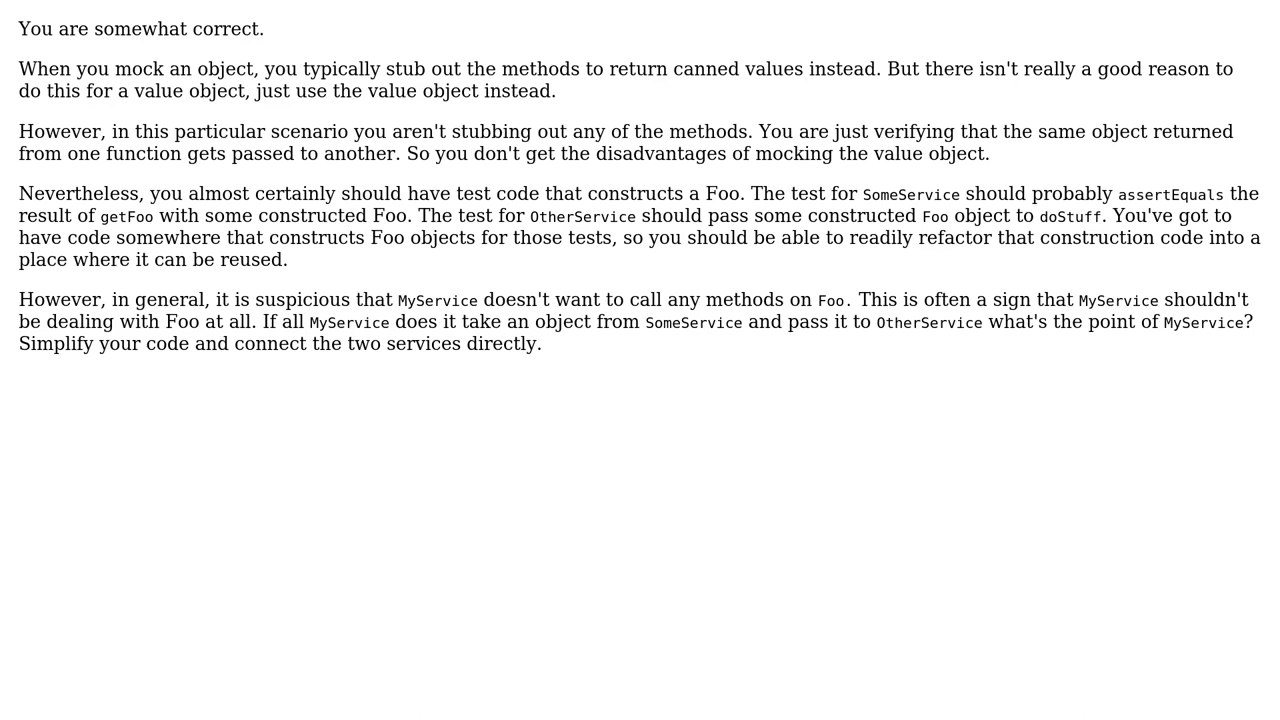 You are somewhat correct.
When you mock an object, you typically stub out the methods to return canned values instead. But there isn't really a good reason to
do this for a value object, just use the value object instead.
However, in this particular scenario you aren't stubbing out any of the methods. You are just verifying that the same object returned
from one function gets passed to another. So you don't get the disadvantages of mocking the value object.
Nevertheless, you almost certainly should have test code that constructs a Foo. The test for SomeService should probably assertEquals the
result of getFoo with some constructed Foo. The test for OtherService should pass some constructed Foo object to doStuff. You've got to
have code somewhere that constructs Foo objects for those tests, so you should be able to readily refactor that construction code into a
place where it can be reused.
However, in general, it is suspicious that MyService doesn't want to call any methods on Foo. This is often a sign that MyService shouldn't
be dealing with Foo at all. If all MyService does it take an object from SomeService and pass it to OtherService what's the point of MyService?
Simplify your code and connect the two services directly.